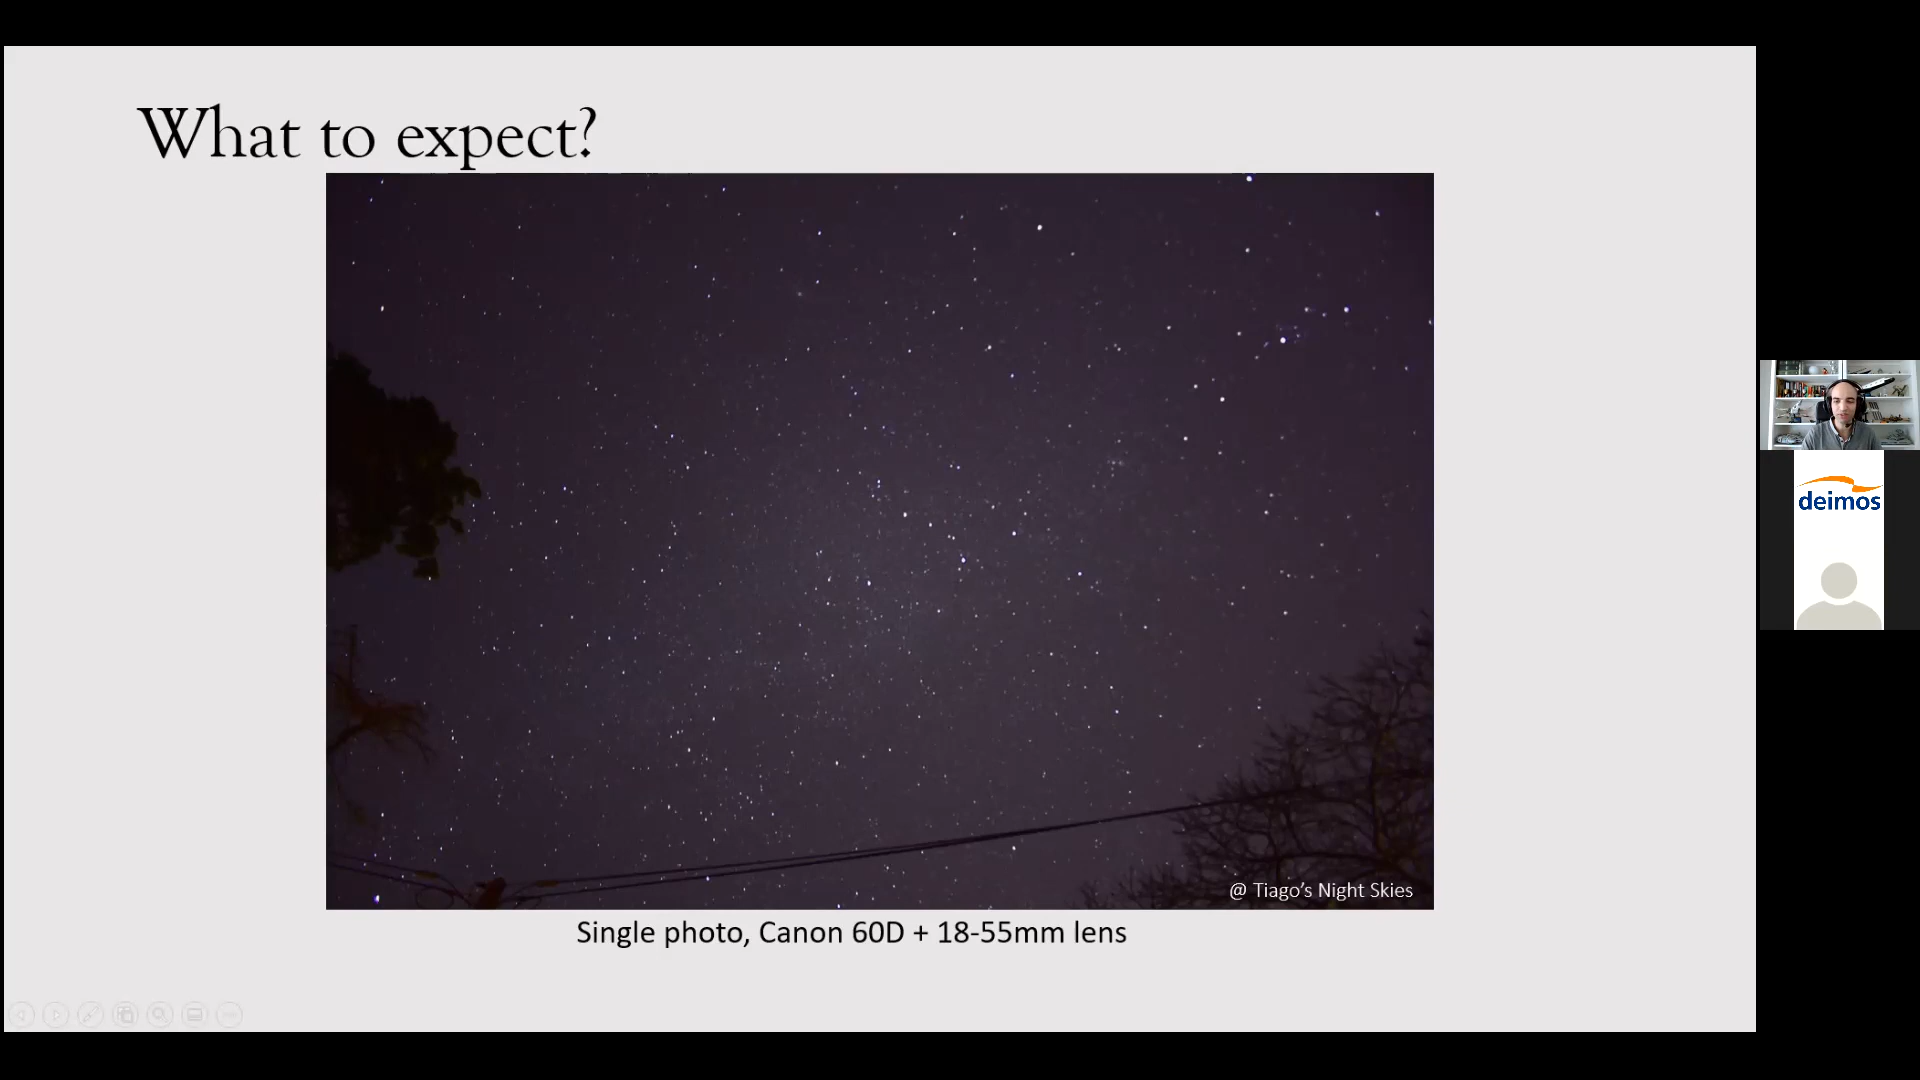 What to expect?
@ Tiago's Night Skies
Single photo, Canon 60D + 18-55mm lens
deimos